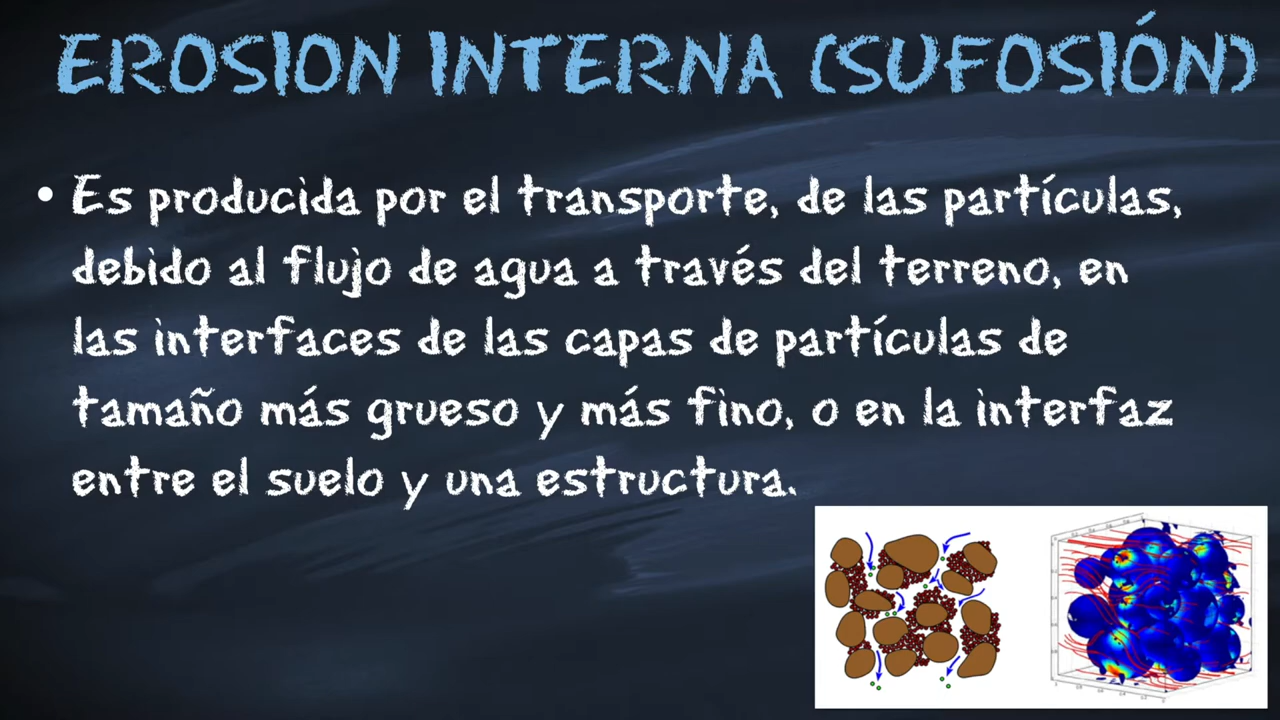 EROSION INTERNA (SUFOSIÓN)
• Es producida por el transporte, de las partículas,
debido al flujo de agua a través del terreno, en
las interfaces de las capas de partículas de
tamaño más grueso y más fino, o en la interfaz
entre el suelo y una estructura.